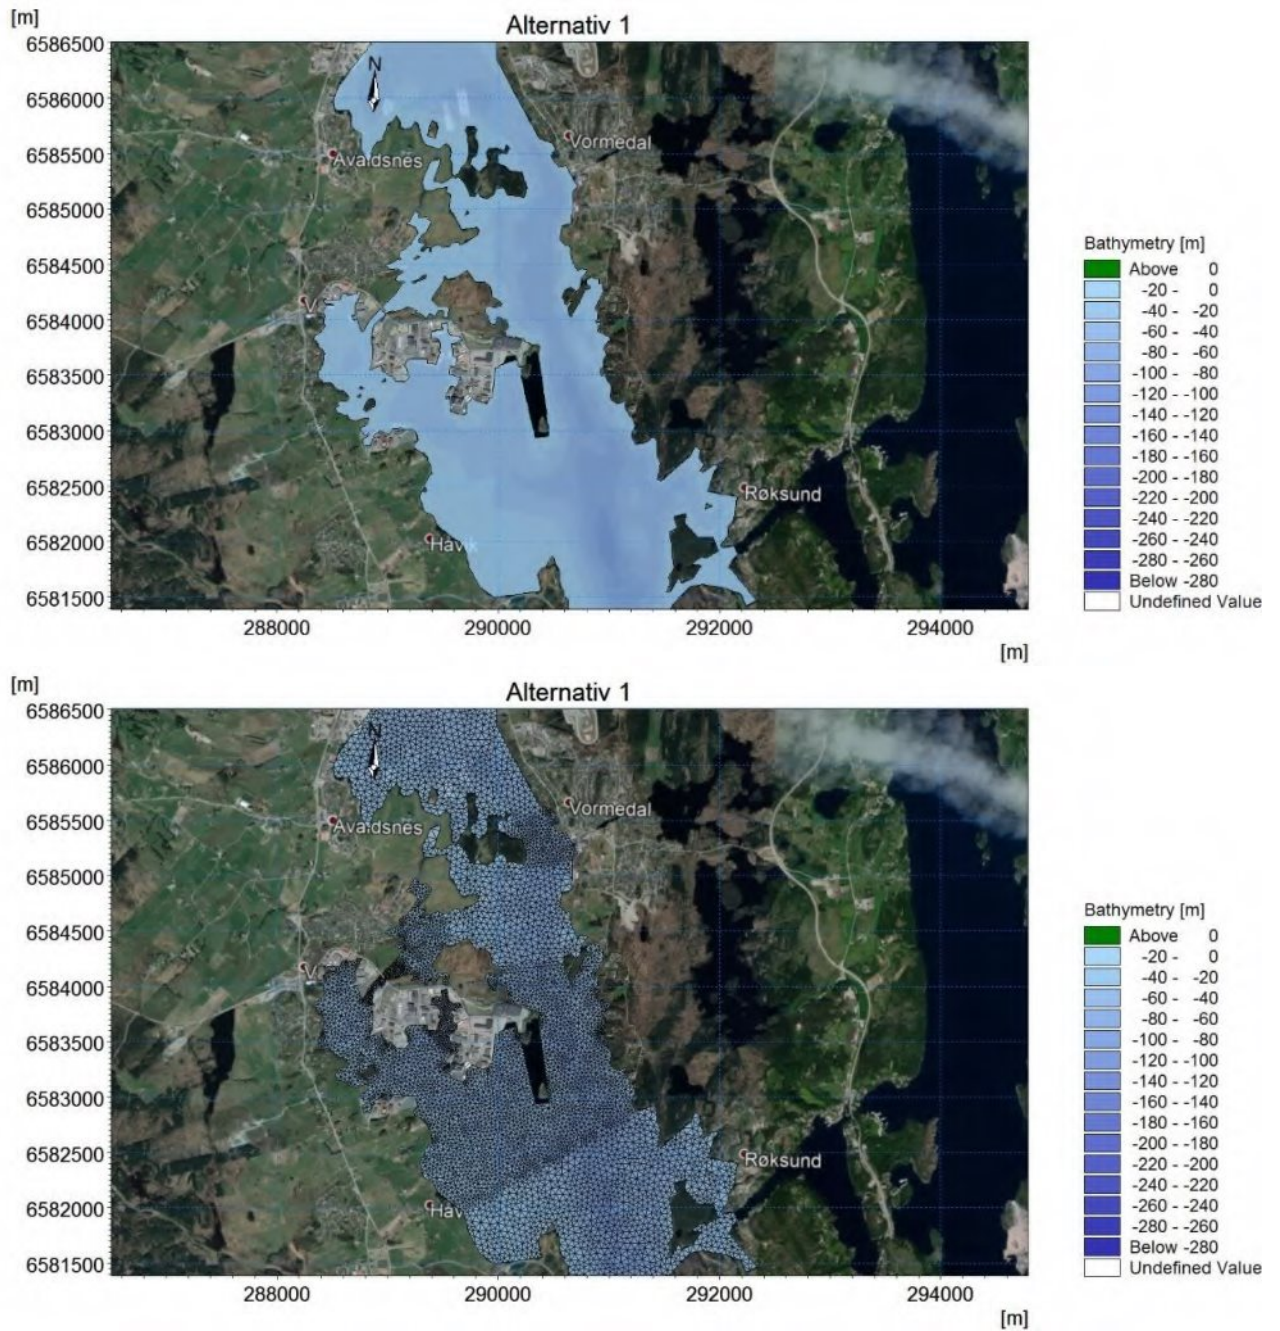 [m]
Alternativ 1
6586500
6586000
6585500
6585000
6584500
6584000
6583500
6583000
6582500
6582000
6581500
N
Avaldsnes
Vormedal
V
Røksund
Håvik
288000
290000
292000
294000
[m]
Bathymetry [m]
Above 0
-20 - 0
-40 - -20
-60 - -40
-80 - -60
-100 - -80
-120 - -100
-140 - -120
-160 - -140
-180 - -160
-200 - -180
-220 - -200
-240 - -220
-260 - -240
-280 - -260
Below -280
Undefined Value
[m]
Alternativ 1
6586500
6586000
6585500
6585000
6584500
6584000
6583500
6583000
6582500
6582000
6581500
N
Avaldsnes
Vormedal
V
Røksund
Håv
288000
290000
292000
294000
[m]
Bathymetry [m]
Above 0
-20 - 0
-40 - -20
-60 - -40
-80 - -60
-100 - -80
-120 - -100
-140 - -120
-160 - -140
-180 - -160
-200 - -180
-220 - -200
-240 - -220
-260 - -240
-280 - -260
Below -280
Undefined Value